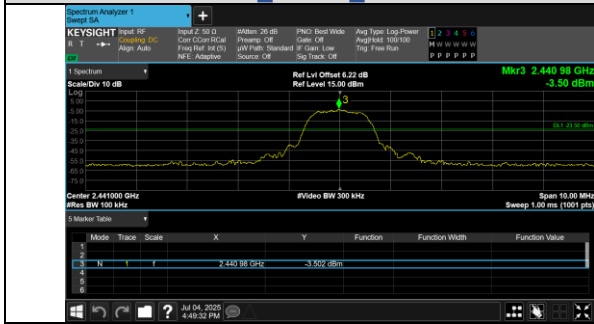 Spectrum Analyzer 1
Swept SA
+
KEYSIGHT Input: RF Input Z: 50 Ω #Atten: 26 dB PNO: Best Wide Avg Type: Log-Power 1 2 3 4 5 6
R T Coupling: DC Corr CCorr RCal Preamp: Off Gate: Off Avg|Hold: 100/100 M W W W W W
Align: Auto Freq Ref: Int (S) µW Path: Standard IF Gain: Low Trig: Free Run
NFE: Adaptive Source: Off Sig Track: Off P P P P P P
1 Spectrum
Ref Lvl Offset 6.22 dB Mkr3 2.440 98 GHz
Scale/Div 10 dB Ref Level 15.00 dBm -3.50 dBm
Log
5.00
3
-5.00
-15.0
DL1 -23.50 dBm
-25.0
-35.0
-45.0
-55.0
-65.0
-75.0
Center 2.441000 GHz #Video BW 300 kHz Span 10.00 MHz
#Res BW 100 kHz Sweep 1.00 ms (1001 pts)
5 Marker Table
Mode Trace Scale X Y Function Function Width Function Value
1
2
3 N 1 f 2.440 98 GHz -3.502 dBm
4
5
6
? Jul 04, 2025
4:49:32 PM